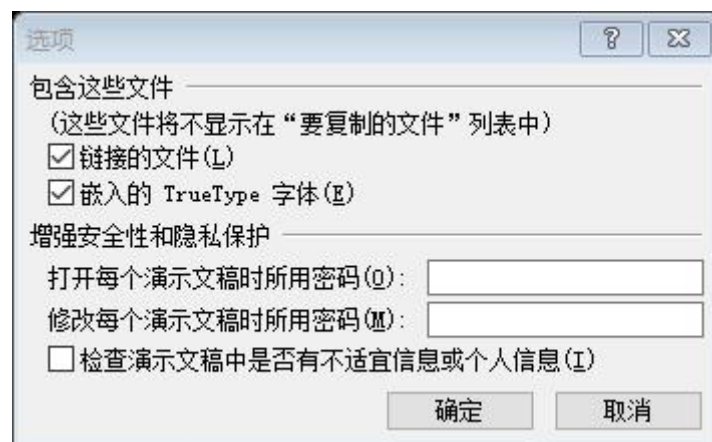 选项
包含这些文件
(这些文件将不显示在“要复制的文件”列表中)
链接的文件(L)
嵌入的 TrueType 字体(E)
增强安全性和隐私保护
打开每个演示文稿时所用密码(O):
修改每个演示文稿时所用密码(M):
检查演示文稿中是否有不适宜信息或个人信息(I)
确定 取消